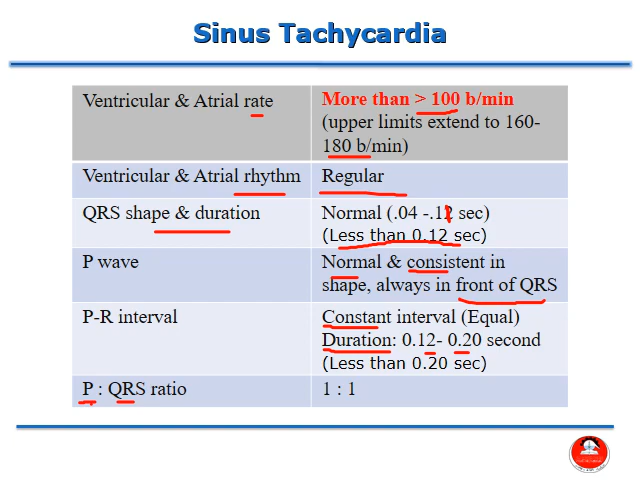 Sinus Tachycardia
Ventricular & Atrial rate
More than > 100 b/min
(upper limits extend to 160-
180 b/min)
Ventricular & Atrial rhythm
Regular
QRS shape & duration
Normal (.04 -.12 sec)
(Less than 0.12 sec)
P wave
Normal & consistent in
shape, always in front of QRS
P-R interval
Constant interval (Equal)
Duration: 0.12- 0.20 second
(Less than 0.20 sec)
P : QRS ratio
1 : 1